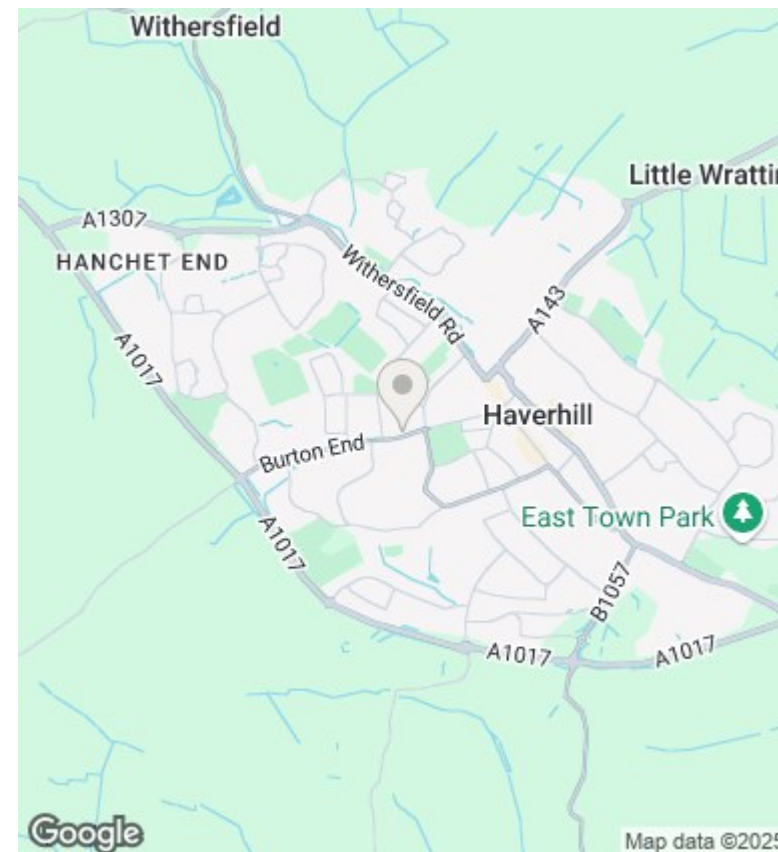 Withersfield
Little Wrattin
A1307
HANCHET END
Withersfield Rd
A143
A1017
Haverhill
Burton End
East Town Park
A1017
B1057
A1017
A1017
Google
Map data ©2025